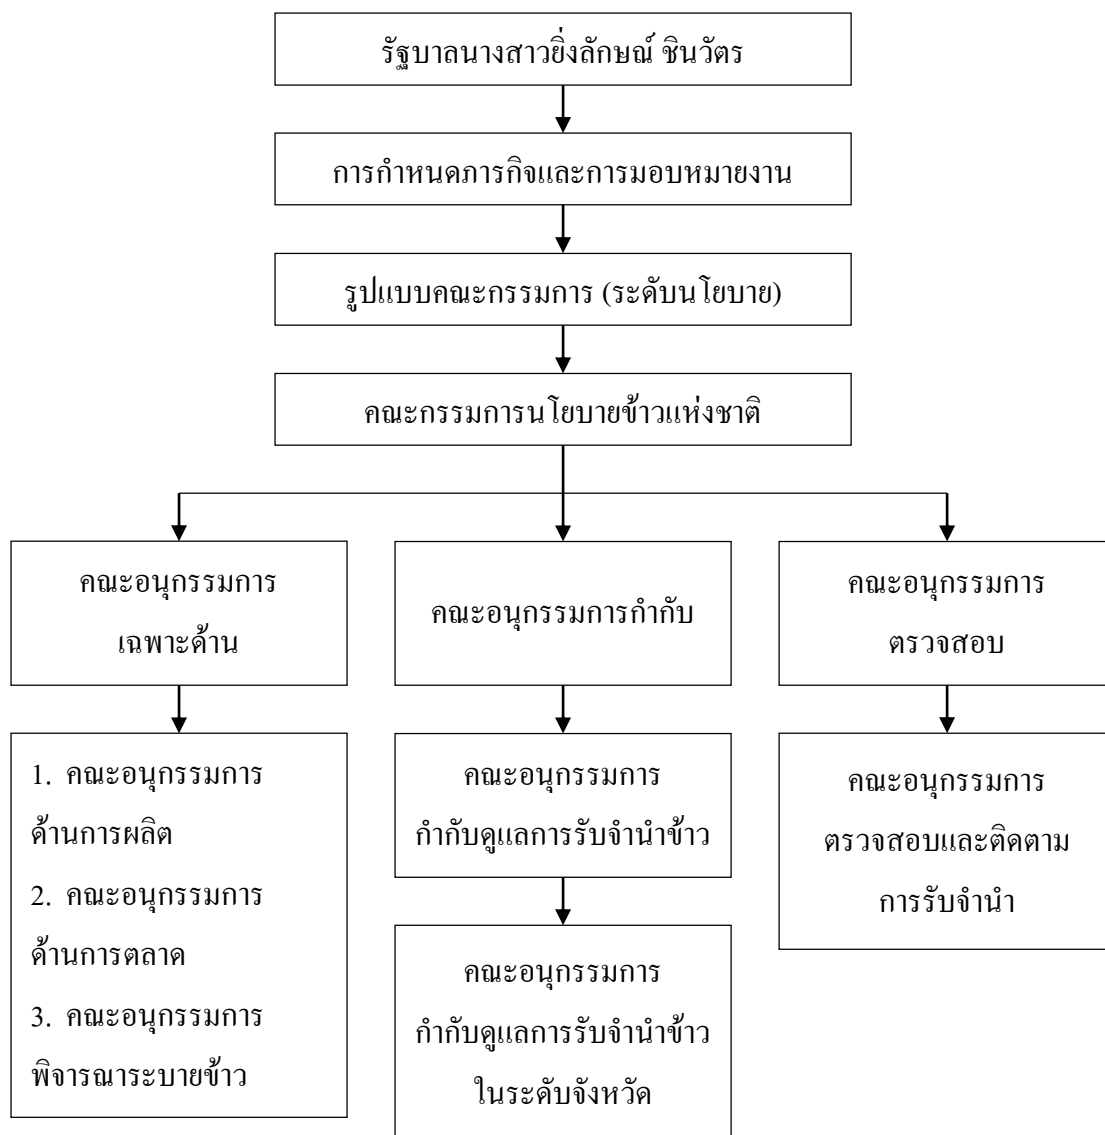 รัฐบาลนางสาวยิ่งลักษณ์ ชินวัตร
การกำหนดภารกิจและการมอบหมายงาน
รูปแบบคณะกรรมการ (ระดับนโยบาย)
คณะกรรมการนโยบายข้าวแห่งชาติ
คณะอนุกรรมการ
เฉพาะด้าน
คณะอนุกรรมการกำกับ
คณะอนุกรรมการ
ตรวจสอบ
1. คณะอนุกรรมการ
ด้านการผลิต
2. คณะอนุกรรมการ
ด้านการตลาด
3. คณะอนุกรรมการ
พิจารณาระบายข้าว
คณะอนุกรรมการ
กำกับดูแลการรับจำนำข้าว
คณะอนุกรรมการ
กำกับดูแลการรับจำนำข้าว
ในระดับจังหวัด
คณะอนุกรรมการ
ตรวจสอบและติดตาม
การรับจำนำ